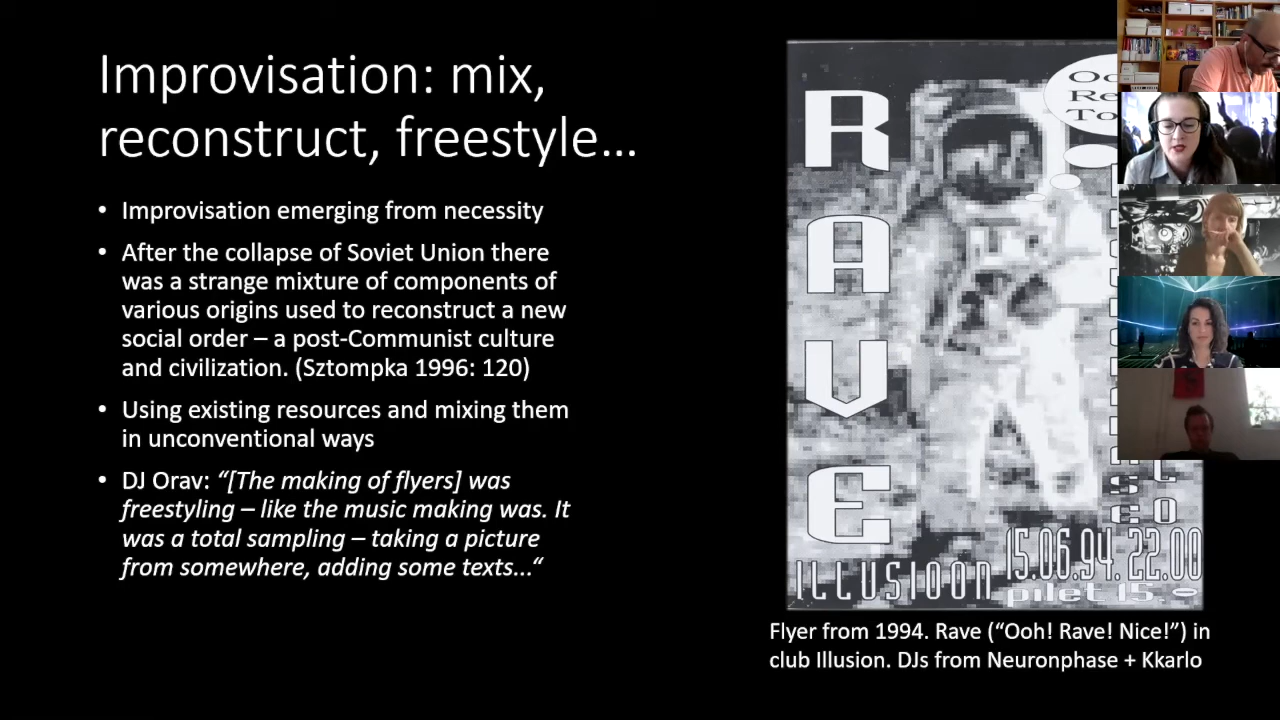 Improvisation: mix,
reconstruct, freestyle…
• Improvisation emerging from necessity
• After the collapse of Soviet Union there
was a strange mixture of components of
various origins used to reconstruct a new
social order – a post-Communist culture
and civilization. (Sztompka 1996: 120)
• Using existing resources and mixing them
in unconventional ways
• DJ Orav: “[The making of flyers] was
freestyling – like the music making was. It
was a total sampling – taking a picture
from somewhere, adding some texts...“
RAVE
ILLUSIOON
15.06.94. 22.00
pilet 15.-
Flyer from 1994. Rave (“Ooh! Rave! Nice!”) in
club Illusion. DJs from Neuronphase + Kkarlo